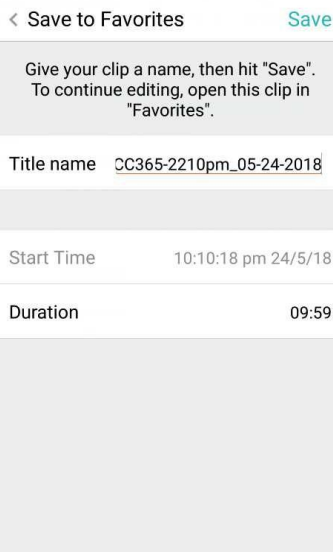 < Save to Favorites Save
Give your clip a name, then hit "Save".
To continue editing, open this clip in
"Favorites".
Title name CC365-2210pm_05-24-2018
Start Time 10:10:18 pm 24/5/18
Duration 09:59